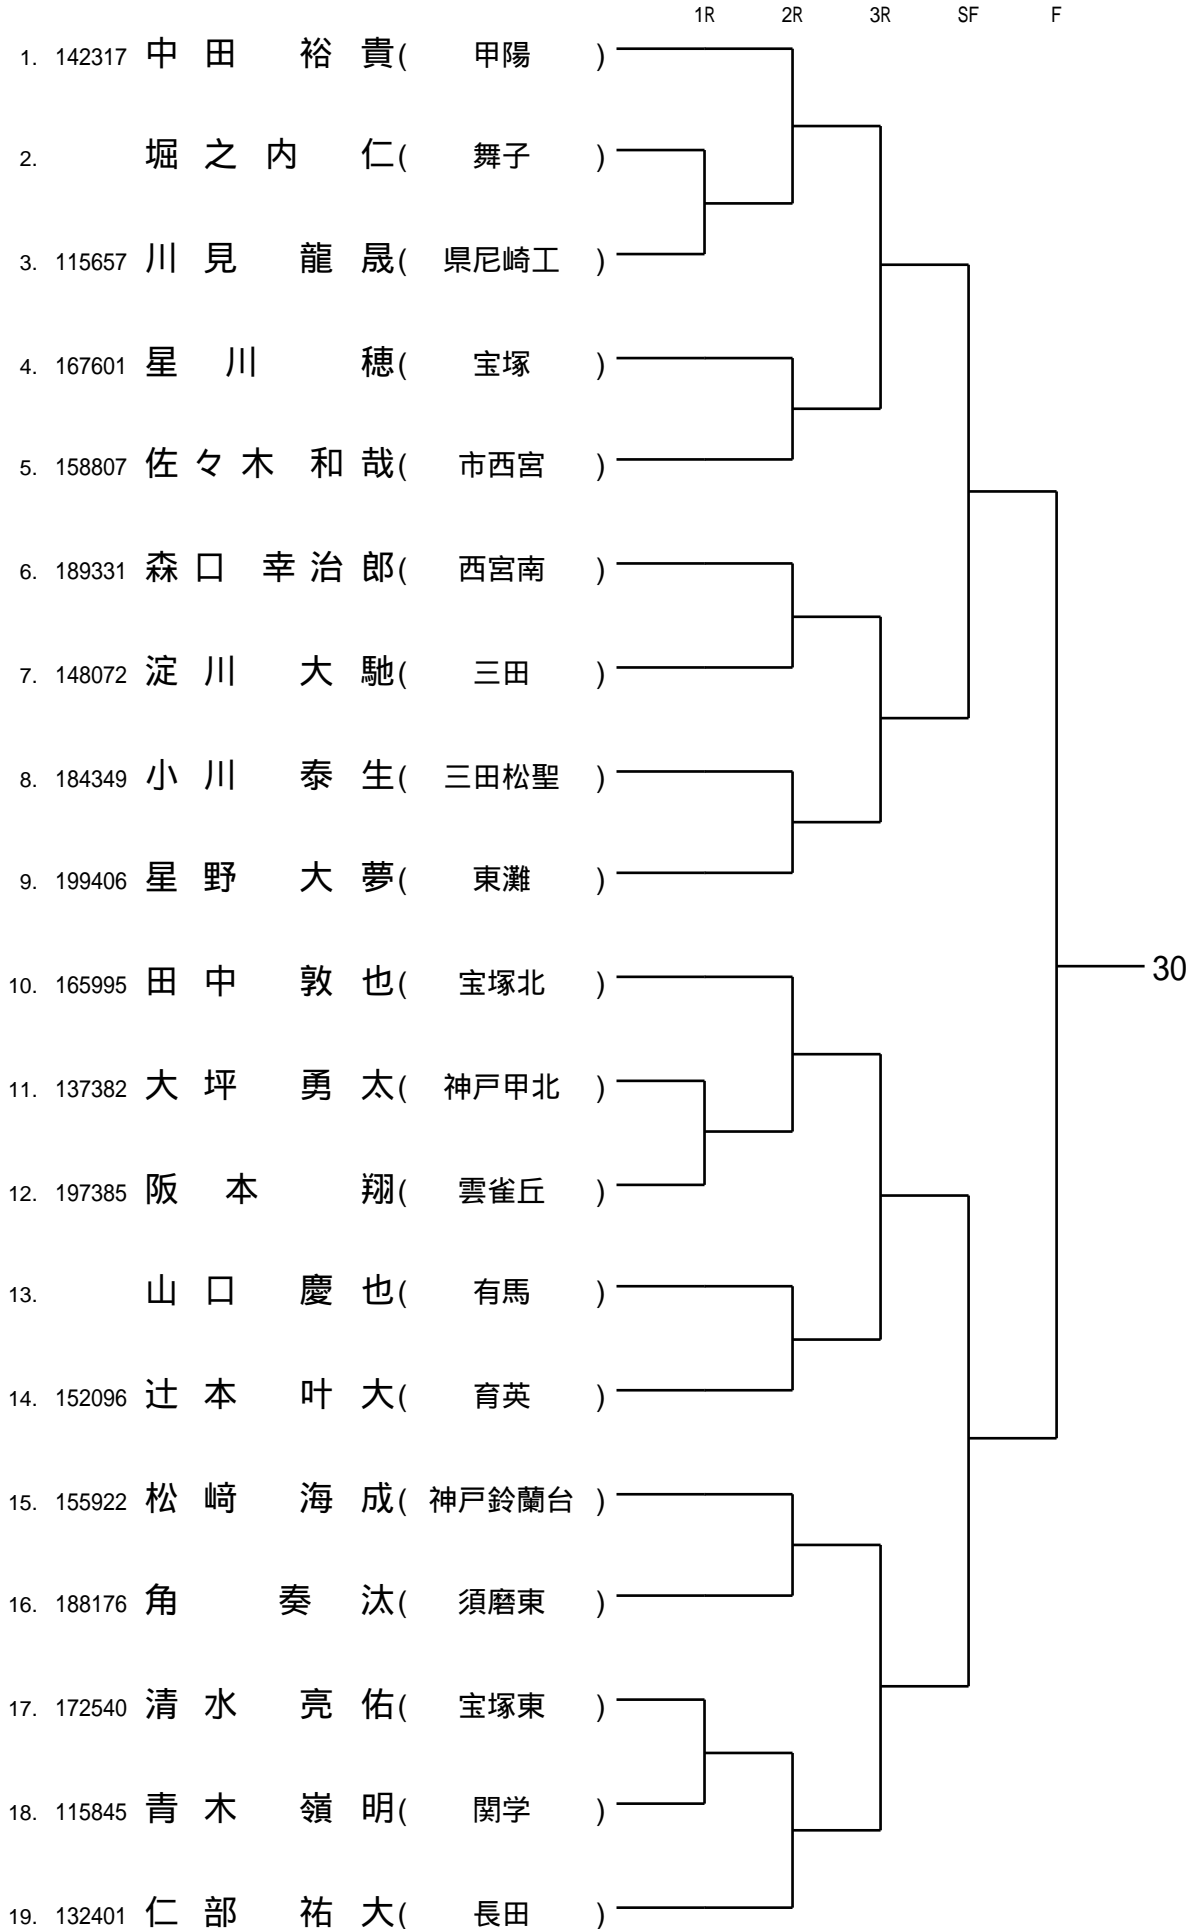 1R 2R 3R SF F
1. 142317 中田 裕貴( 甲陽 )
2. 堀之内 仁( 舞子 )
3. 115657 川見 龍晟( 県尼崎工 )
4. 167601 星川 穂( 宝塚 )
5. 158807 佐々木 和哉( 市西宮 )
6. 189331 森口 幸治郎( 西宮南 )
7. 148072 淀川 大馳( 三田 )
8. 184349 小川 泰生( 三田松聖 )
9. 199406 星野 大夢( 東灘 )
10. 165995 田中 敦也( 宝塚北 )
30
11. 137382 大坪 勇太( 神戸甲北 )
12. 197385 阪本 翔( 雲雀丘 )
13. 山口 慶也( 有馬 )
14. 152096 辻本 叶大( 育英 )
15. 155922 松﨑 海成( 神戸鈴蘭台 )
16. 188176 角 奏汰( 須磨東 )
17. 172540 清水 亮佑( 宝塚東 )
18. 115845 青木 嶺明( 関学 )
19. 132401 仁部 祐大( 長田 )